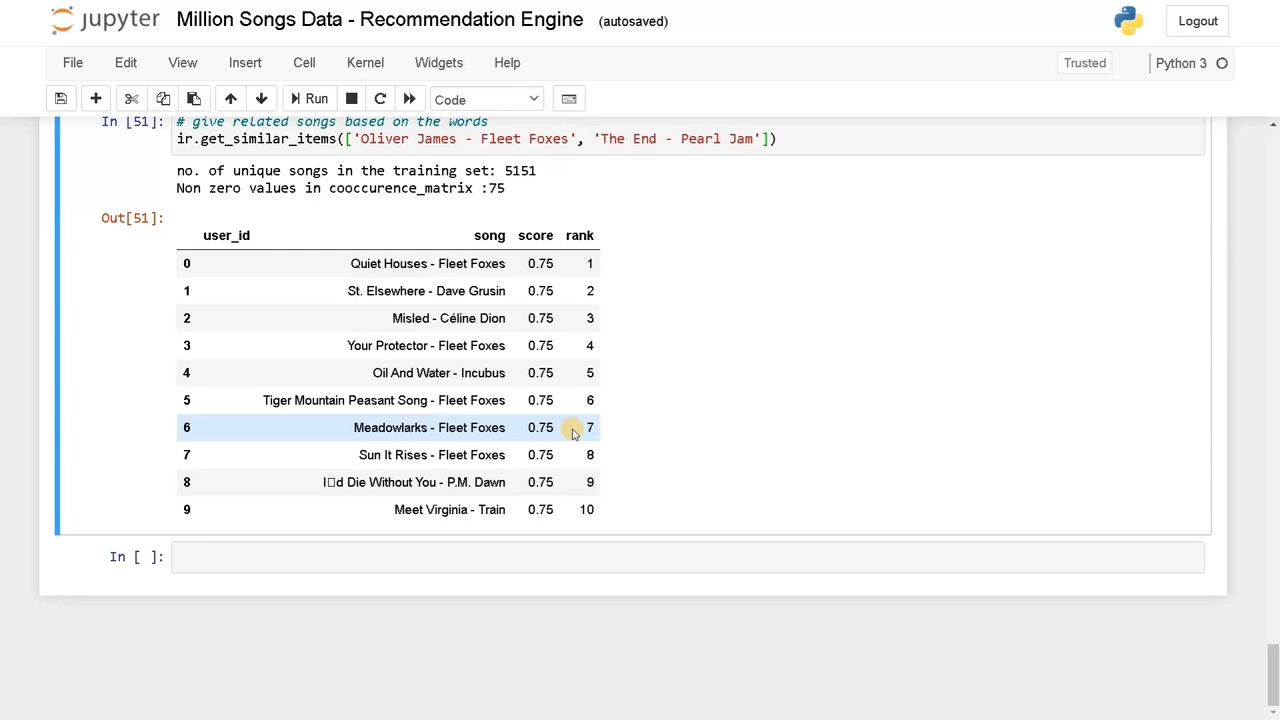 jupyter Million Songs Data - Recommendation Engine (autosaved) Logout
File Edit View Insert Cell Kernel Widgets Help Trusted Python 3
Run Code
In [51]: # give related songs based on the words
ir.get_similar_items(['Oliver James - Fleet Foxes', 'The End - Pearl Jam'])
no. of unique songs in the training set: 5151
Non zero values in cooccurence_matrix :75
Out[51]:
user_id song score rank
0 Quiet Houses - Fleet Foxes 0.75 1
1 St. Elsewhere - Dave Grusin 0.75 2
2 Misled - Céline Dion 0.75 3
3 Your Protector - Fleet Foxes 0.75 4
4 Oil And Water - Incubus 0.75 5
5 Tiger Mountain Peasant Song - Fleet Foxes 0.75 6
6 Meadowlarks - Fleet Foxes 0.75 7
7 Sun It Rises - Fleet Foxes 0.75 8
8 I□d Die Without You - P.M. Dawn 0.75 9
9 Meet Virginia - Train 0.75 10
In [ ]: